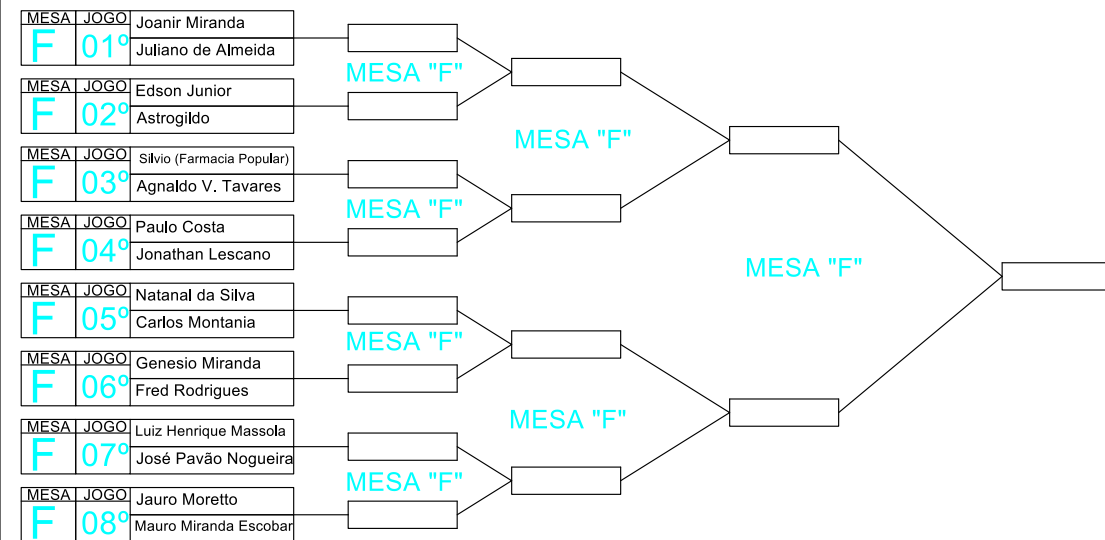 MESA JOGO
F 01º
Joanir Miranda
Juliano de Almeida
MESA JOGO
F 02º
Edson Junior
Astrogildo
MESA JOGO
F 03º
Silvio (Farmacia Popular)
Agnaldo V. Tavares
MESA JOGO
F 04º
Paulo Costa
Jonathan Lescano
MESA JOGO
F 05º
Natanal da Silva
Carlos Montania
MESA JOGO
F 06º
Genesio Miranda
Fred Rodrigues
MESA JOGO
F 07º
Luiz Henrique Massola
José Pavão Nogueira
MESA JOGO
F 08º
Jauro Moretto
Mauro Miranda Escobar
MESA "F"
MESA "F"
MESA "F"
MESA "F"
MESA "F"
MESA "F"
MESA "F"